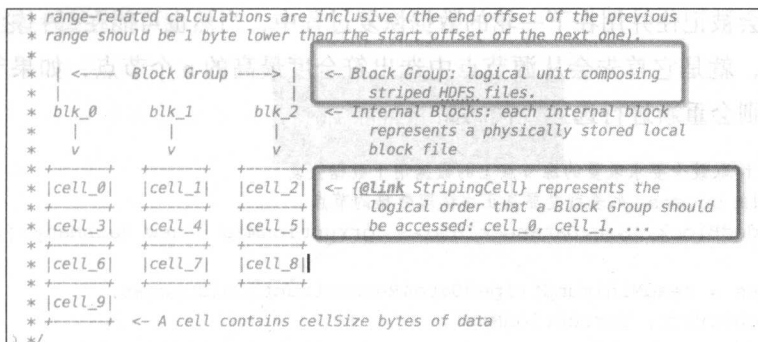 * range-related calculations are inclusive (the end offset of the previous
* range should be 1 byte lower than the start offset of the next one).
*
* | <---- Block Group ----> | <- Block Group: logical unit composing
* | | striped HDFS files.
* blk_0 blk_1 blk_2 <- Internal Blocks: each internal block
* | | | represents a physically stored local
* v v v block file
* +------+ +------+ +------+
* |cell_0| |cell_1| |cell_2| <- {@link StripingCell} represents the
* +------+ +------+ +------+ logical order that a Block Group should
* |cell_3| |cell_4| |cell_5| be accessed: cell_0, cell_1, ...
* +------+ +------+ +------+
* |cell_6| |cell_7| |cell_8|
* +------+ +------+ +------+
* |cell_9|
* +------+ <- A cell contains cellSize bytes of data
*/